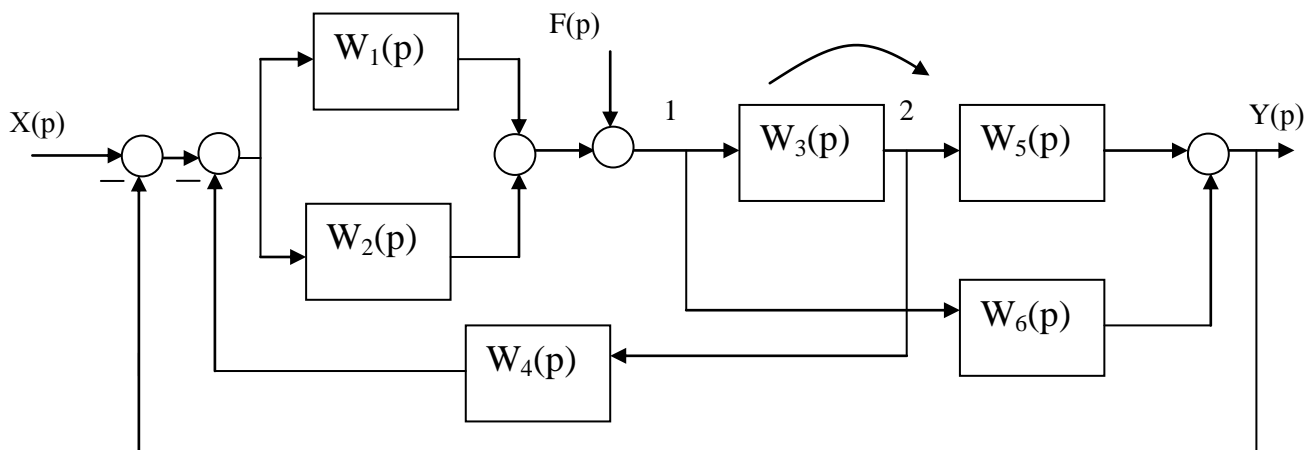 F(p)
W₁(p)
X(p)
1
W₃(p)
2
W₅(p)
Y(p)
–
–
W₂(p)
W₆(p)
W₄(p)